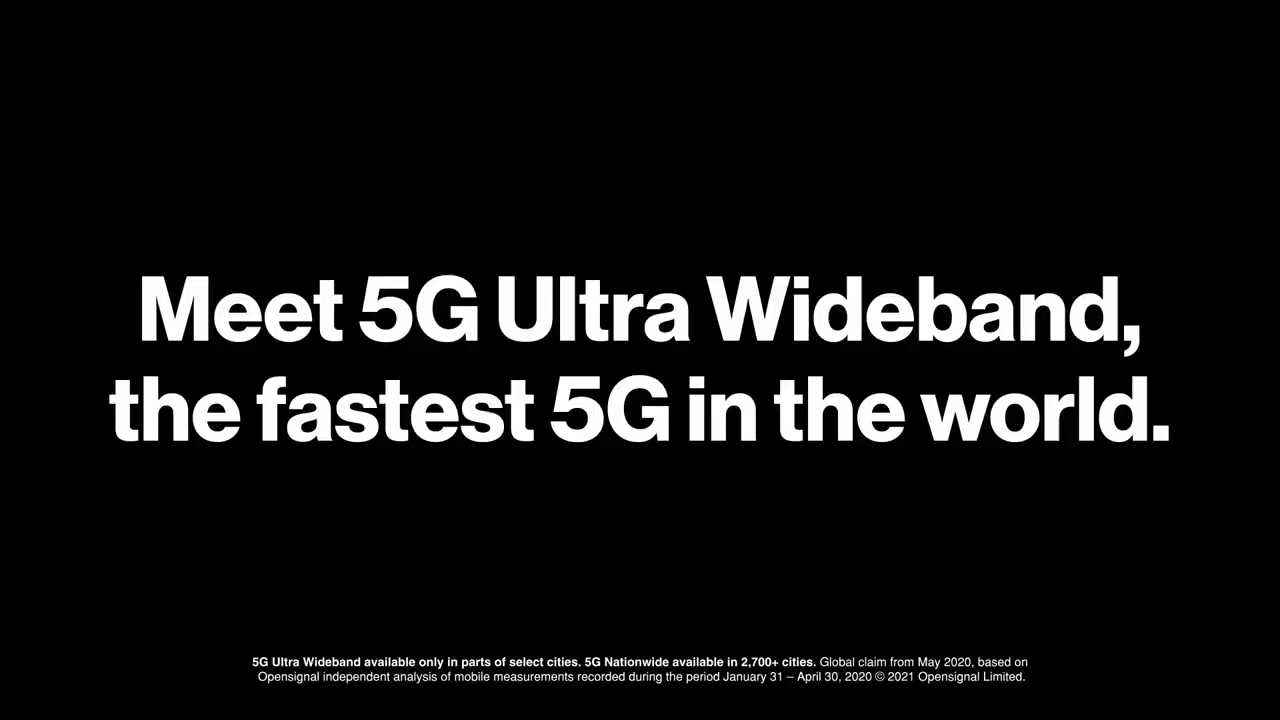 Meet 5G Ultra Wideband,
the fastest 5G in the world.
5G Ultra Wideband available only in parts of select cities. 5G Nationwide available in 2,700+ cities. Global claim from May 2020, based on
Opensignal independent analysis of mobile measurements recorded during the period January 31 – April 30, 2020 © 2021 Opensignal Limited.